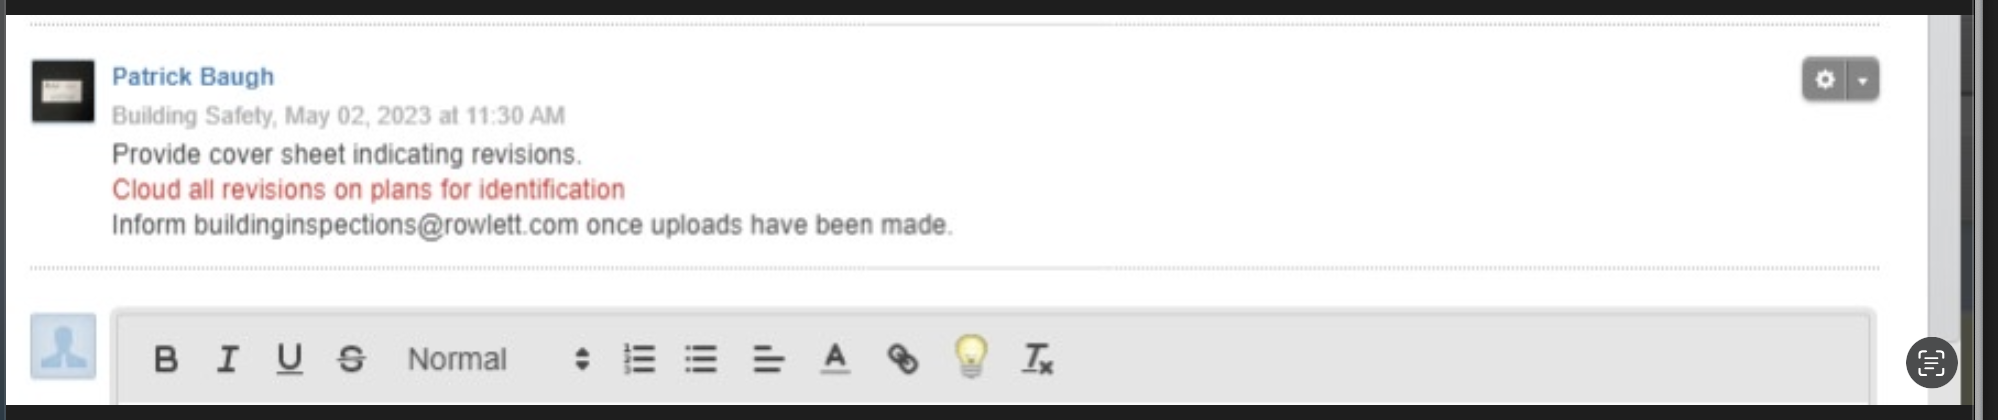 Patrick Baugh
Building Safety, May 02, 2023 at 11:30 AM
Provide cover sheet indicating revisions.
Cloud all revisions on plans for identification
Inform buildinginspections@rowlett.com once uploads have been made.
B I U S Normal A Tx